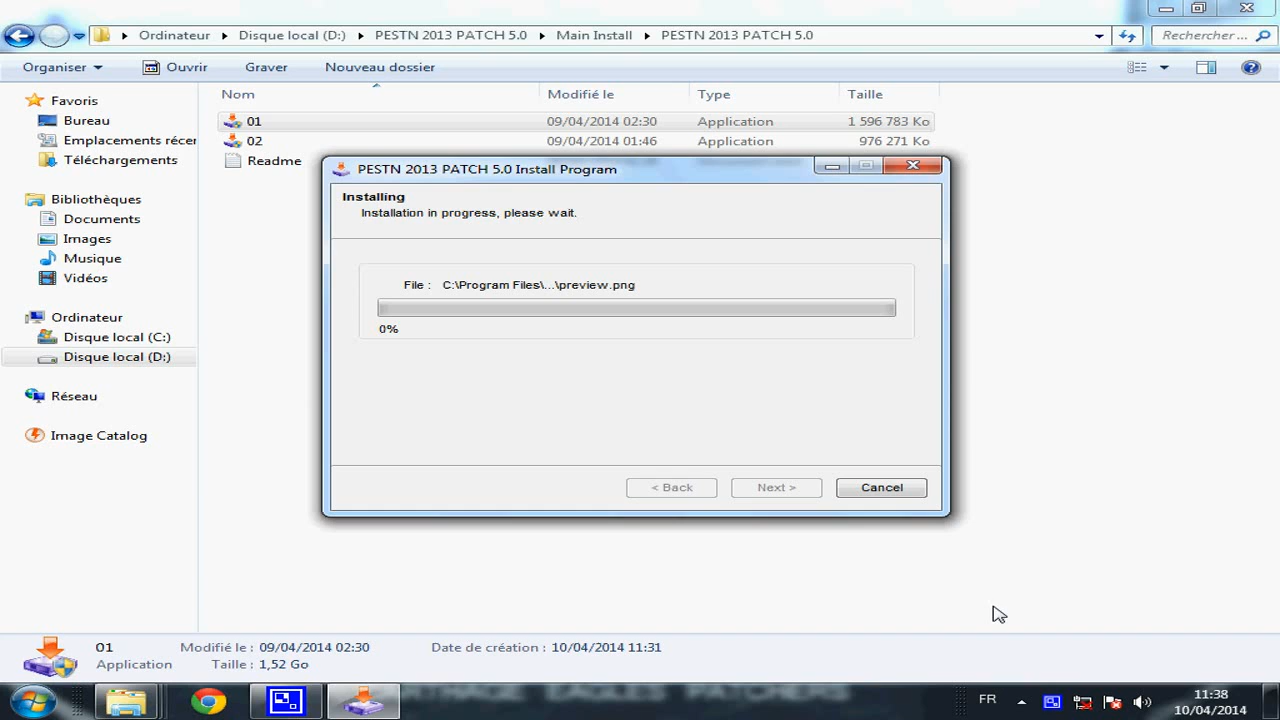 Ordinateur Disque local (D:) PESTN 2013 PATCH 5.0 Main Install PESTN 2013 PATCH 5.0 Rechercher ...
Organiser Ouvrir Graver Nouveau dossier
Nom Modifié le Type Taille
Favoris
Bureau
Emplacements récer
Téléchargements
Bibliothèques
Documents
Images
Musique
Vidéos
Ordinateur
Disque local (C:)
Disque local (D:)
Réseau
Image Catalog
01 09/04/2014 02:30 Application 1 596 783 Ko
02 09/04/2014 01:46 Application 976 271 Ko
Readme
PESTN 2013 PATCH 5.0 Install Program
Installing
Installation in progress, please wait.
File : C:\Program Files\...\preview.png
0%
< Back Next > Cancel
01 Modifié le : 09/04/2014 02:30 Date de création : 10/04/2014 11:31
Application Taille : 1,52 Go
FR 11:38
10/04/2014